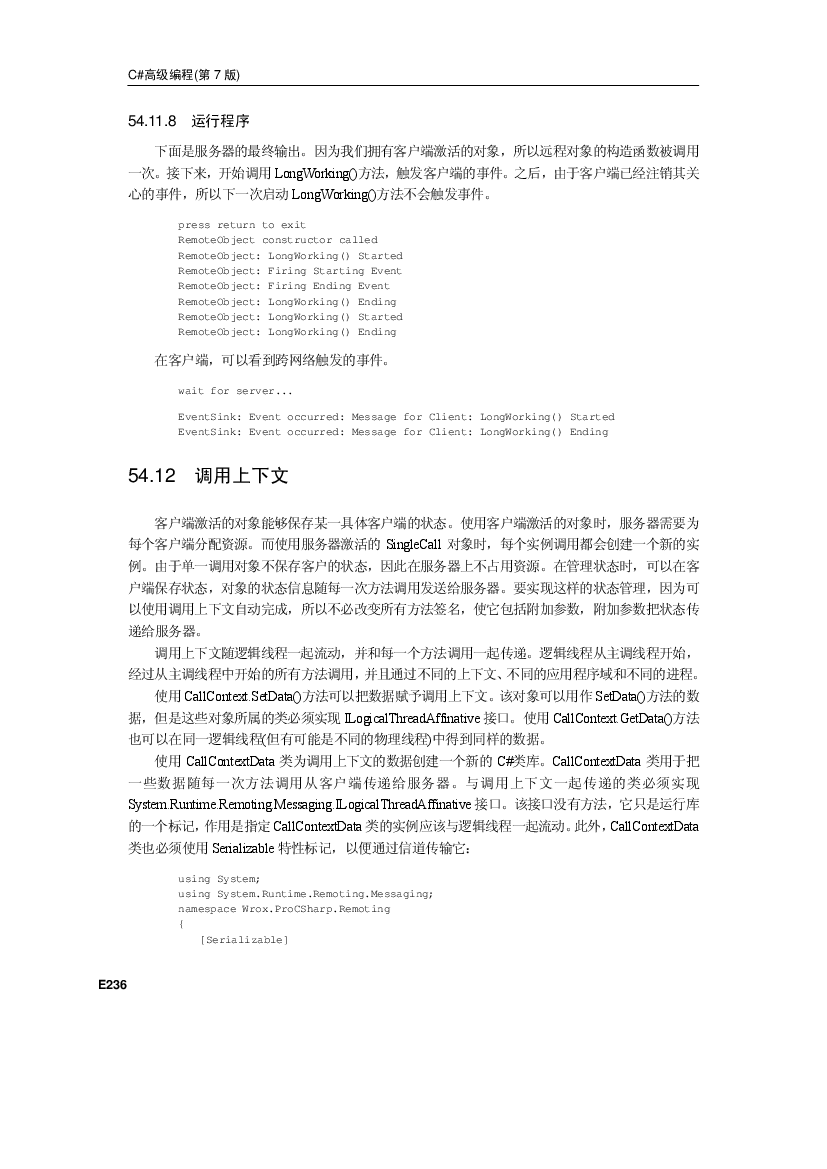 C#高级编程(第 7 版)
54.11.8 运行程序
下面是服务器的最终输出。因为我们拥有客户端激活的对象，所以远程对象的构造函数被调用
一次。接下来，开始调用 LongWorking()方法，触发客户端的事件。之后，由于客户端已经注销其关
心的事件，所以下一次启动 LongWorking()方法不会触发事件。
press return to exit
RemoteObject constructor called
RemoteObject: LongWorking() Started
RemoteObject: Firing Starting Event
RemoteObject: Firing Ending Event
RemoteObject: LongWorking() Ending
RemoteObject: LongWorking() Started
RemoteObject: LongWorking() Ending
在客户端，可以看到跨网络触发的事件。
wait for server...
EventSink: Event occurred: Message for Client: LongWorking() Started
EventSink: Event occurred: Message for Client: LongWorking() Ending
54.12 调用上下文
客户端激活的对象能够保存某一具体客户端的状态。使用客户端激活的对象时，服务器需要为
每个客户端分配资源。而使用服务器激活的 SingleCall 对象时，每个实例调用都会创建一个新的实
例。由于单一调用对象不保存客户的状态，因此在服务器上不占用资源。在管理状态时，可以在客
户端保存状态，对象的状态信息随每一次方法调用发送给服务器。要实现这样的状态管理，因为可
以使用调用上下文自动完成，所以不必改变所有方法签名，使它包括附加参数，附加参数把状态传
递给服务器。
调用上下文随逻辑线程一起流动，并和每一个方法调用一起传递。逻辑线程从主调线程开始，
经过从主调线程中开始的所有方法调用，并且通过不同的上下文、不同的应用程序域和不同的进程。
使用 CallContext.SetData()方法可以把数据赋予调用上下文。该对象可以用作 SetData()方法的数
据，但是这些对象所属的类必须实现 ILogicalThreadAffinative 接口。使用 CallContext.GetData()方法
也可以在同一逻辑线程(但有可能是不同的物理线程)中得到同样的数据。
使用 CallContextData 类为调用上下文的数据创建一个新的 C#类库。CallContextData 类用于把
一些数据随每一次方法调用从客户端传递给服务器。与调用上下文一起传递的类必须实现
System.Runtime.Remoting.Messaging.ILogicalThreadAffinative 接口。该接口没有方法，它只是运行库
的一个标记，作用是指定 CallContextData 类的实例应该与逻辑线程一起流动。此外，CallContextData
类也必须使用 Serializable 特性标记，以便通过信道传输它：
using System;
using System.Runtime.Remoting.Messaging;
namespace Wrox.ProCSharp.Remoting
{
[Serializable]
E236